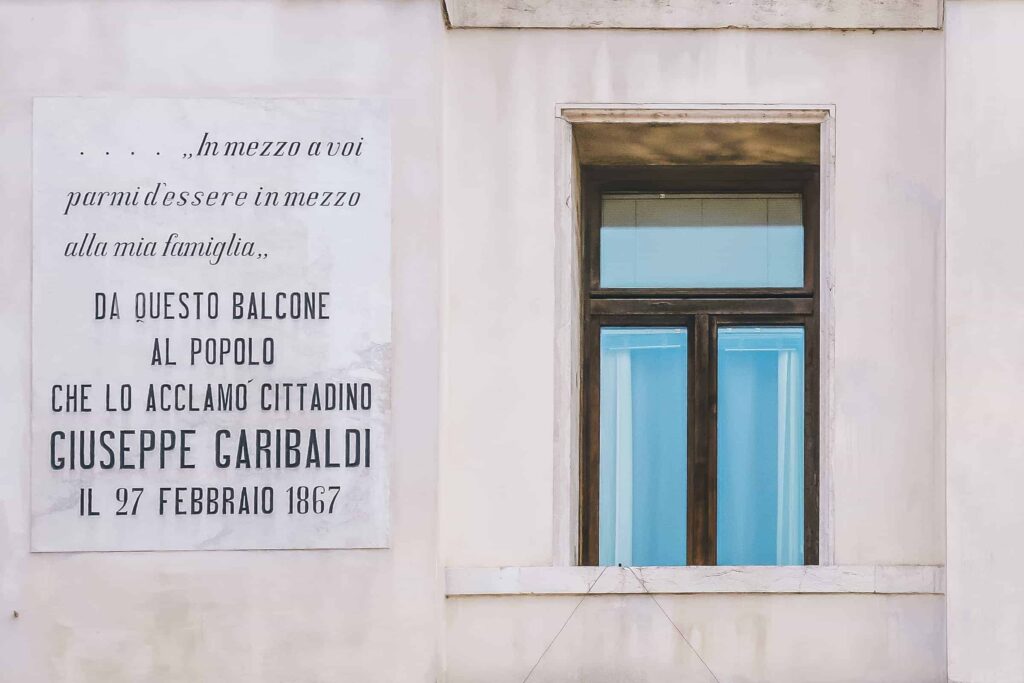 . . . . „In mezzo a voi
parmi d'essere in mezzo
alla mia famiglia„
DA QUESTO BALCONE
AL POPOLO
CHE LO ACCLAMÓ CITTADINO
GIUSEPPE GARIBALDI
IL 27 FEBBRAIO 1867